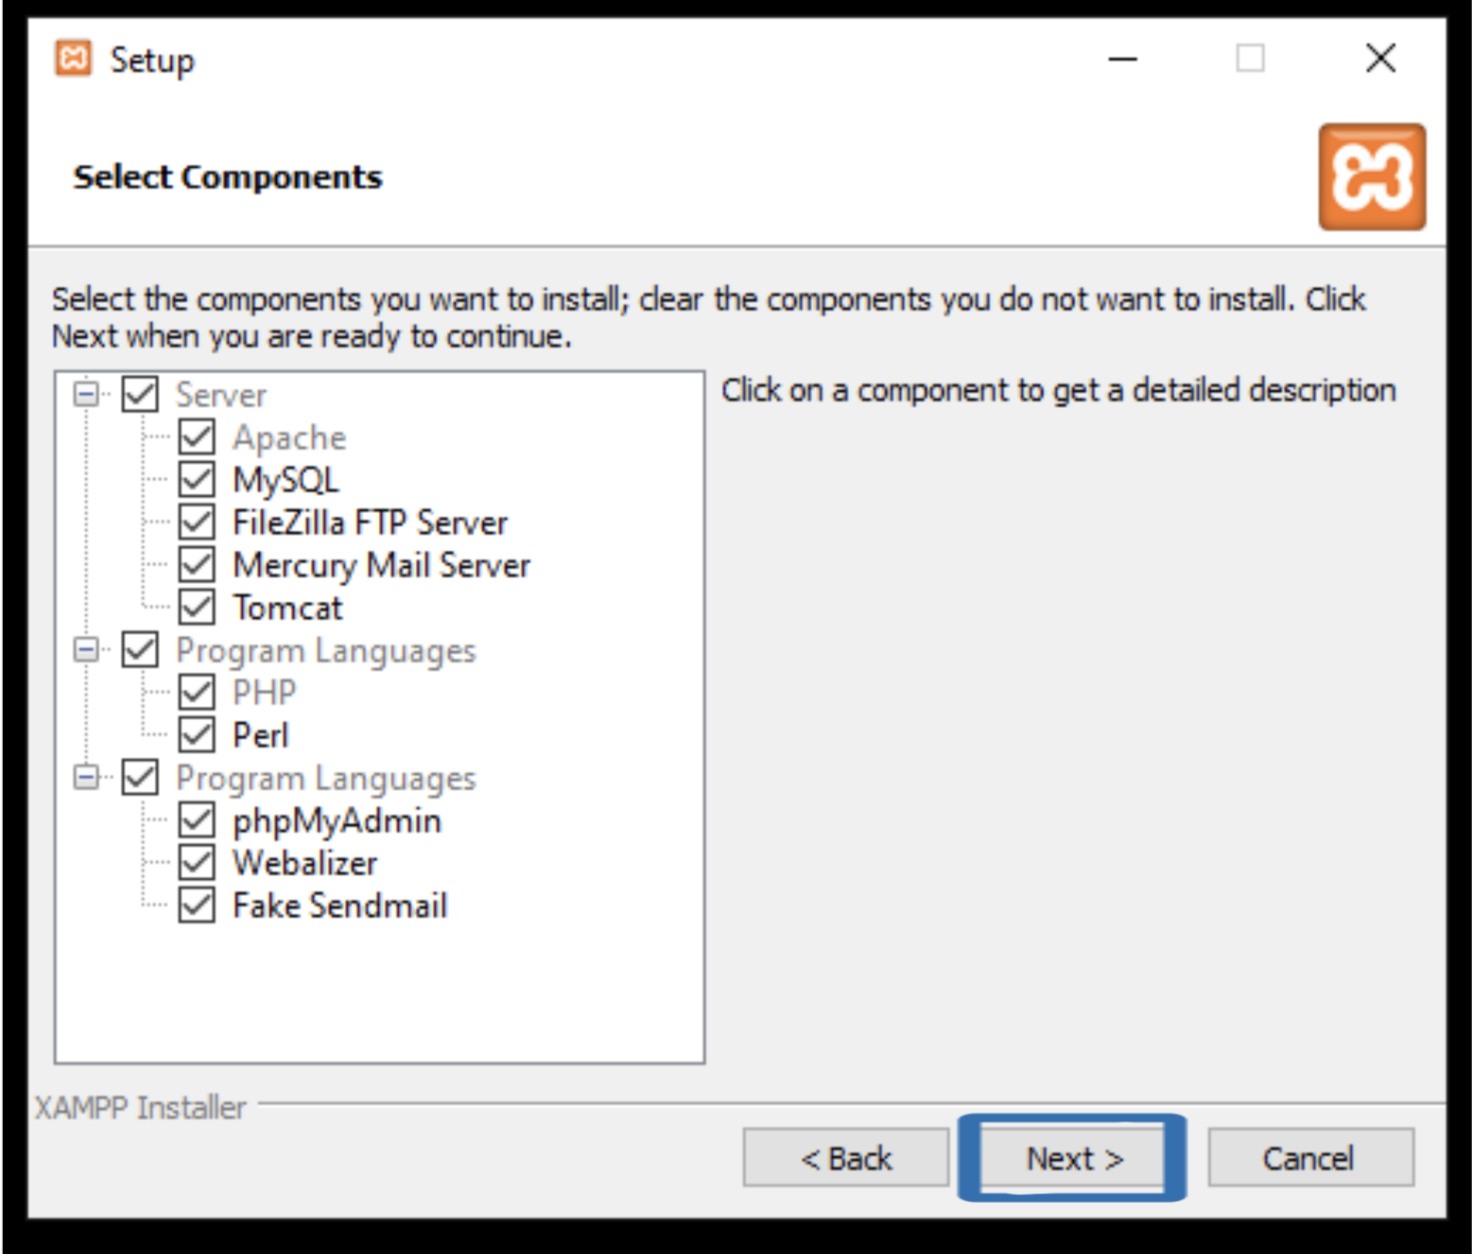 Setup
Select Components
Select the components you want to install; clear the components you do not want to install. Click
Next when you are ready to continue.
Server
Apache
MySQL
FileZilla FTP Server
Mercury Mail Server
Tomcat
Program Languages
PHP
Perl
Program Languages
phpMyAdmin
Webalizer
Fake Sendmail
Click on a component to get a detailed description
XAMPP Installer
< Back
Next >
Cancel